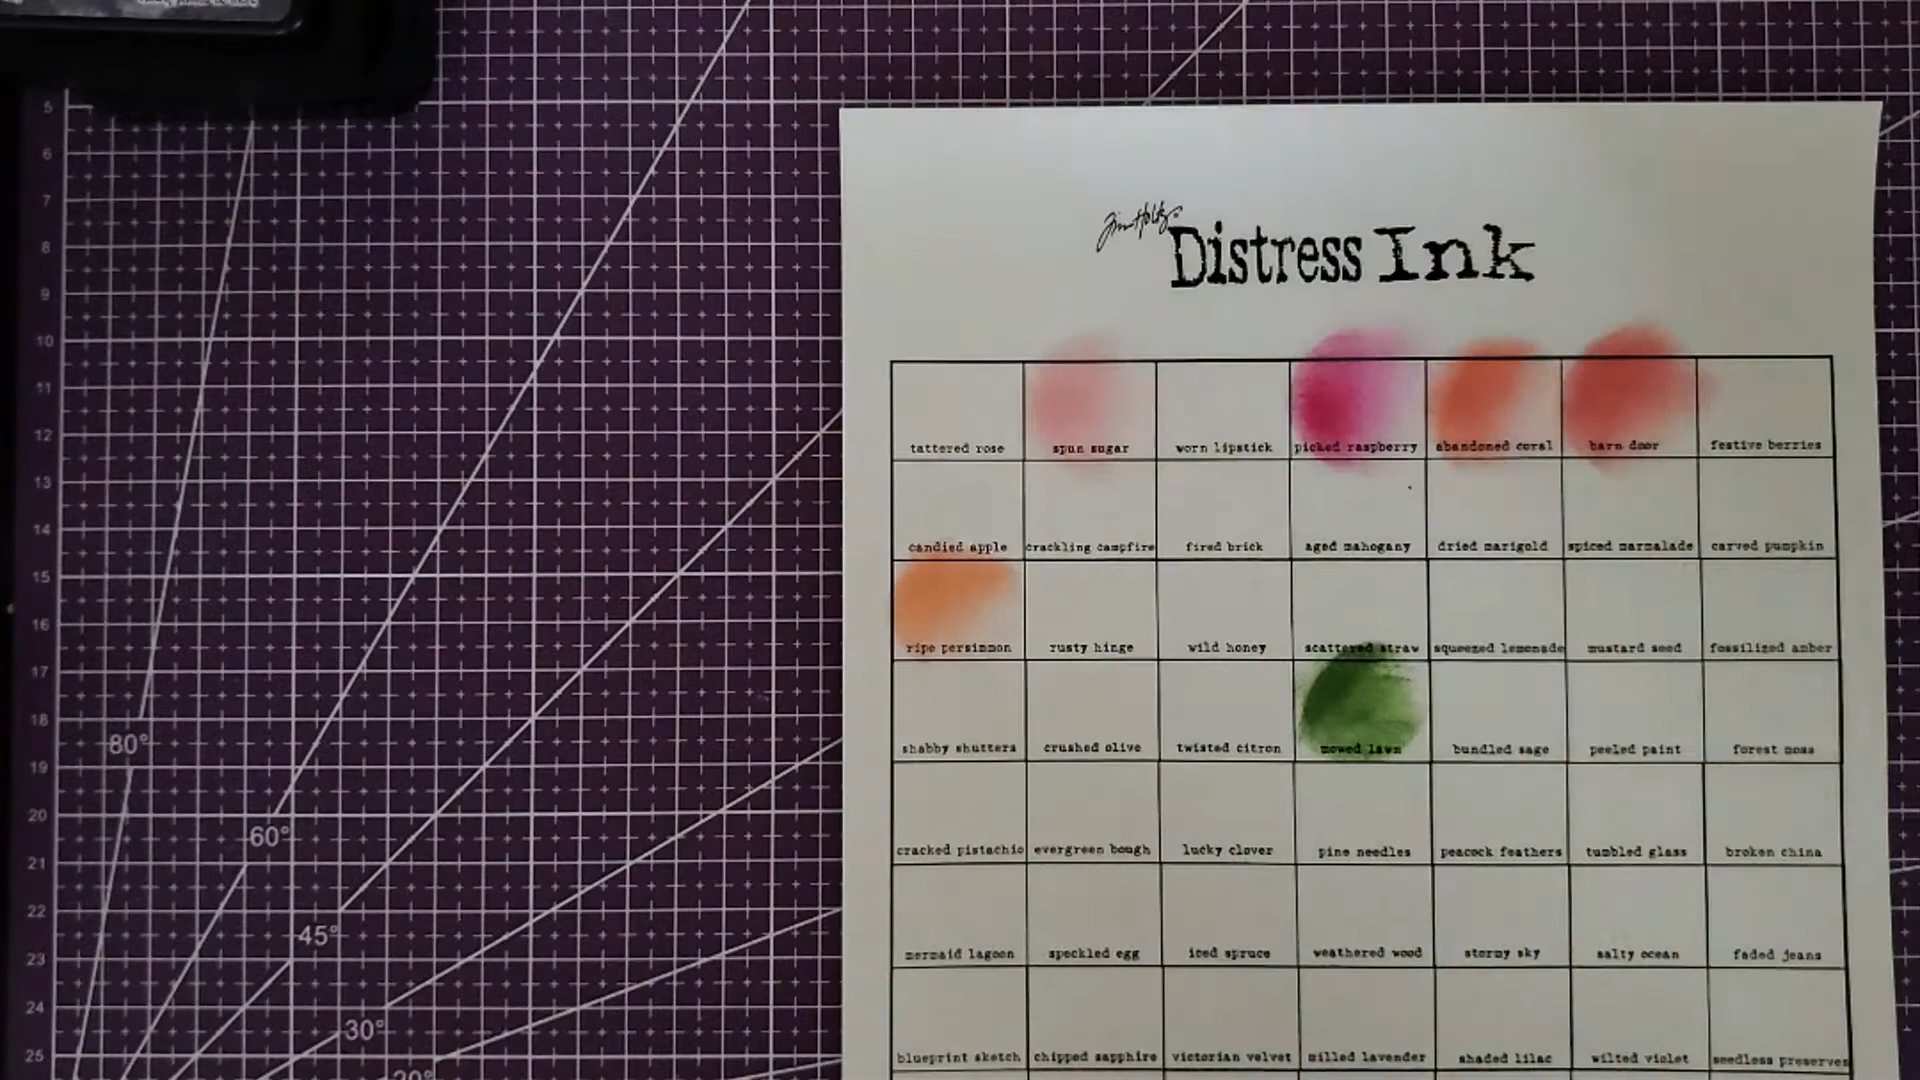 5
6
7
8
9
10
11
12
13
14
15
16
17
18
19
20
21
22
23
24
25
80°
60°
45°
30°
20°
Tim Holtz
Distress Ink
tattered rose spun sugar worn lipstick picked raspberry abandoned coral barn door festive berries
candied apple crackling campfire fired brick aged mahogany dried marigold spiced marmalade carved pumpkin
ripe persimmon rusty hinge wild honey scattered straw squeezed lemonade mustard seed fossilized amber
shabby shutters crushed olive twisted citron mowed lawn bundled sage peeled paint forest moss
cracked pistachio evergreen bough lucky clover pine needles peacock feathers tumbled glass broken china
mermaid lagoon speckled egg iced spruce weathered wood stormy sky salty ocean faded jeans
blueprint sketch chipped sapphire victorian velvet milled lavender shaded lilac wilted violet seedless preserves